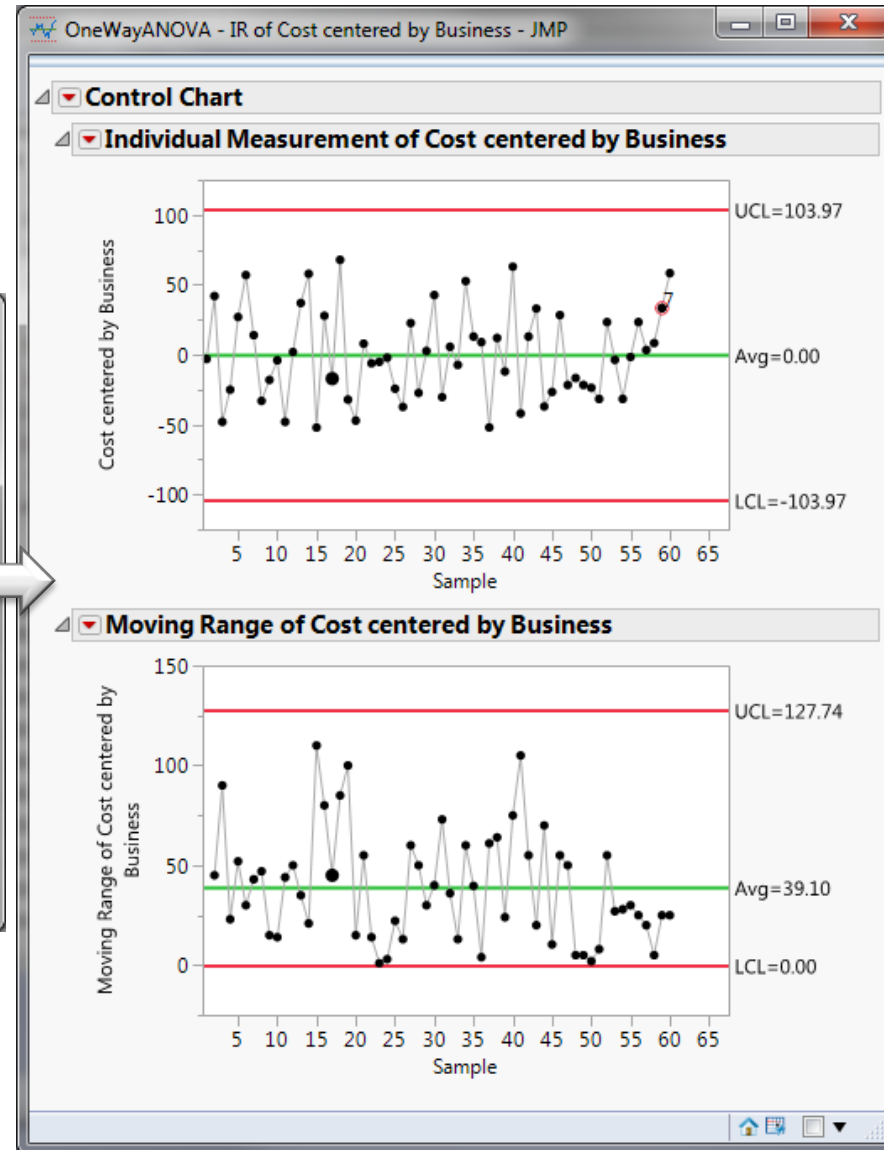 OneWayANOVA - IR of Cost centered by Business - JMP
Control Chart
Individual Measurement of Cost centered by Business
Cost centered by Business
100
50
0
-50
-100
7
UCL=103.97
Avg=0.00
LCL=-103.97
5 10 15 20 25 30 35 40 45 50 55 60 65
Sample
Moving Range of Cost centered by Business
Moving Range of Cost centered by
Business
150
100
50
0
UCL=127.74
Avg=39.10
LCL=0.00
5 10 15 20 25 30 35 40 45 50 55 60 65
Sample